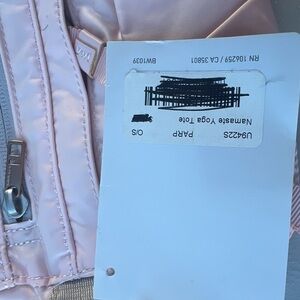 U9422S PARP O/S
Namaste Yoga Tote
RN 106259 / CA 35801 BW1039